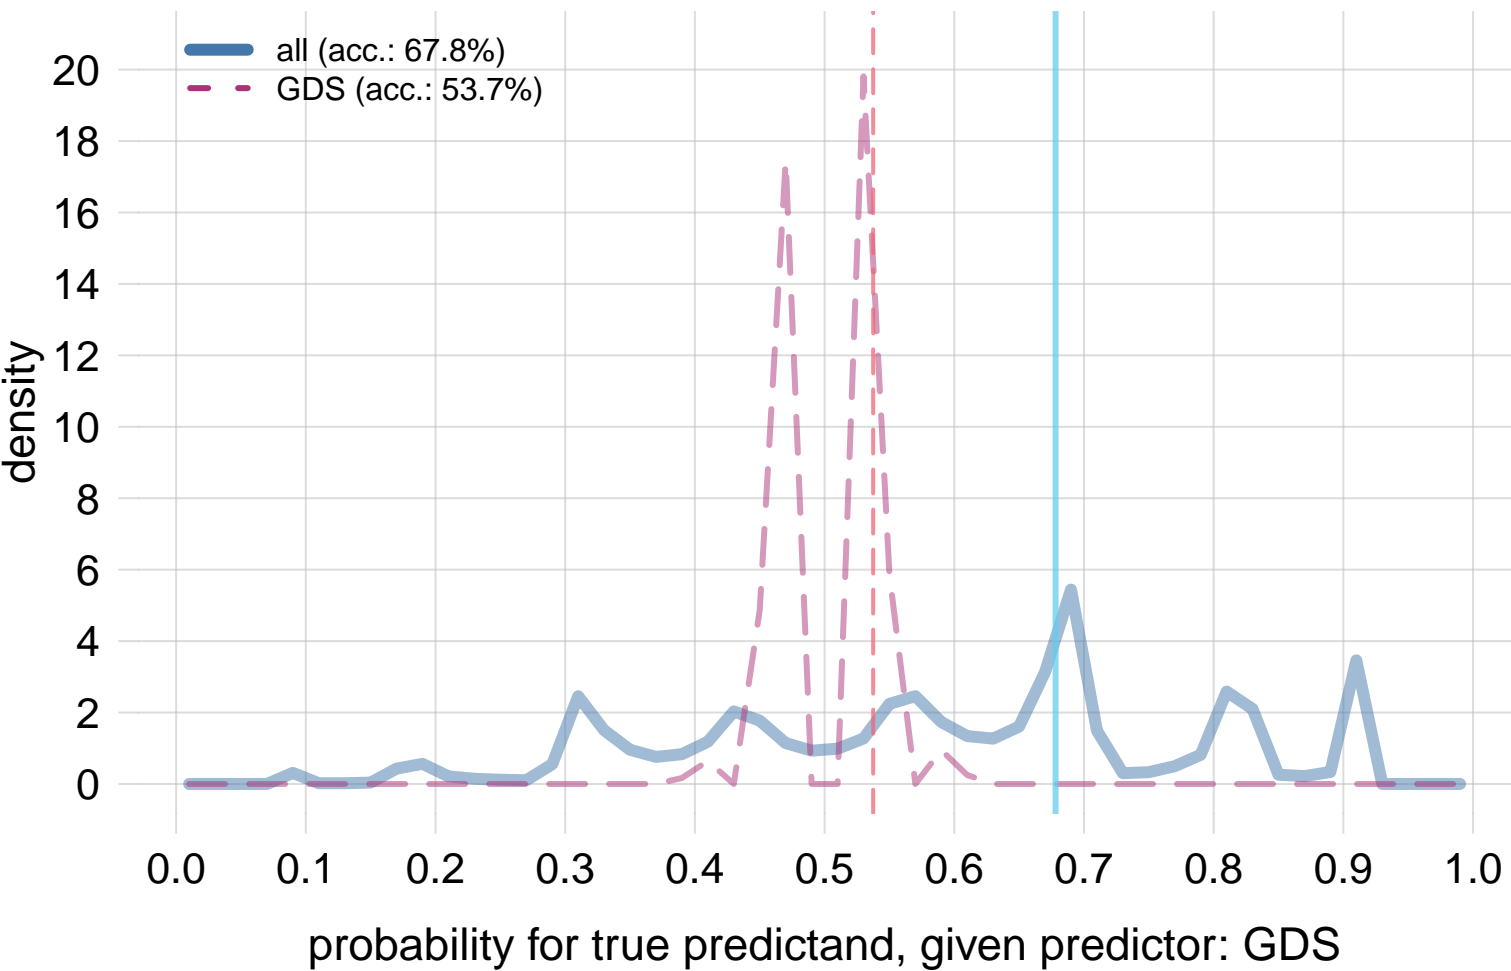 all (acc.: 67.8%)
GDS (acc.: 53.7%)
20
18
16
14
12
10
8
6
4
2
0
density
0.0 0.1 0.2 0.3 0.4 0.5 0.6 0.7 0.8 0.9 1.0
probability for true predictand, given predictor: GDS